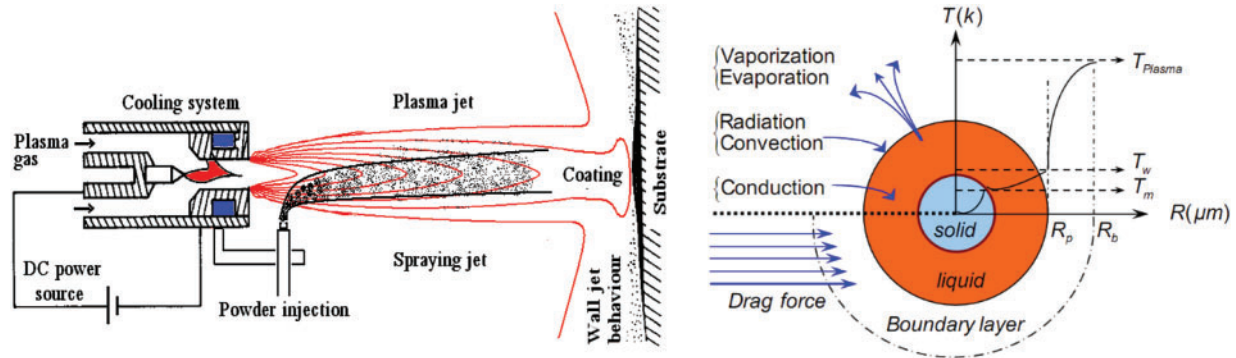 Cooling system
Plasma
gas
Plasma jet
Coating
Substrate
DC power
source
Powder injection
Spraying jet
Wall jet
behaviour
T(k)
Vaporization
Evaporation
Radiation
Convection
Conduction
Drag force
T_Plasma
T_w
T_m
R(μm)
R_p
R_b
solid
liquid
Boundary layer